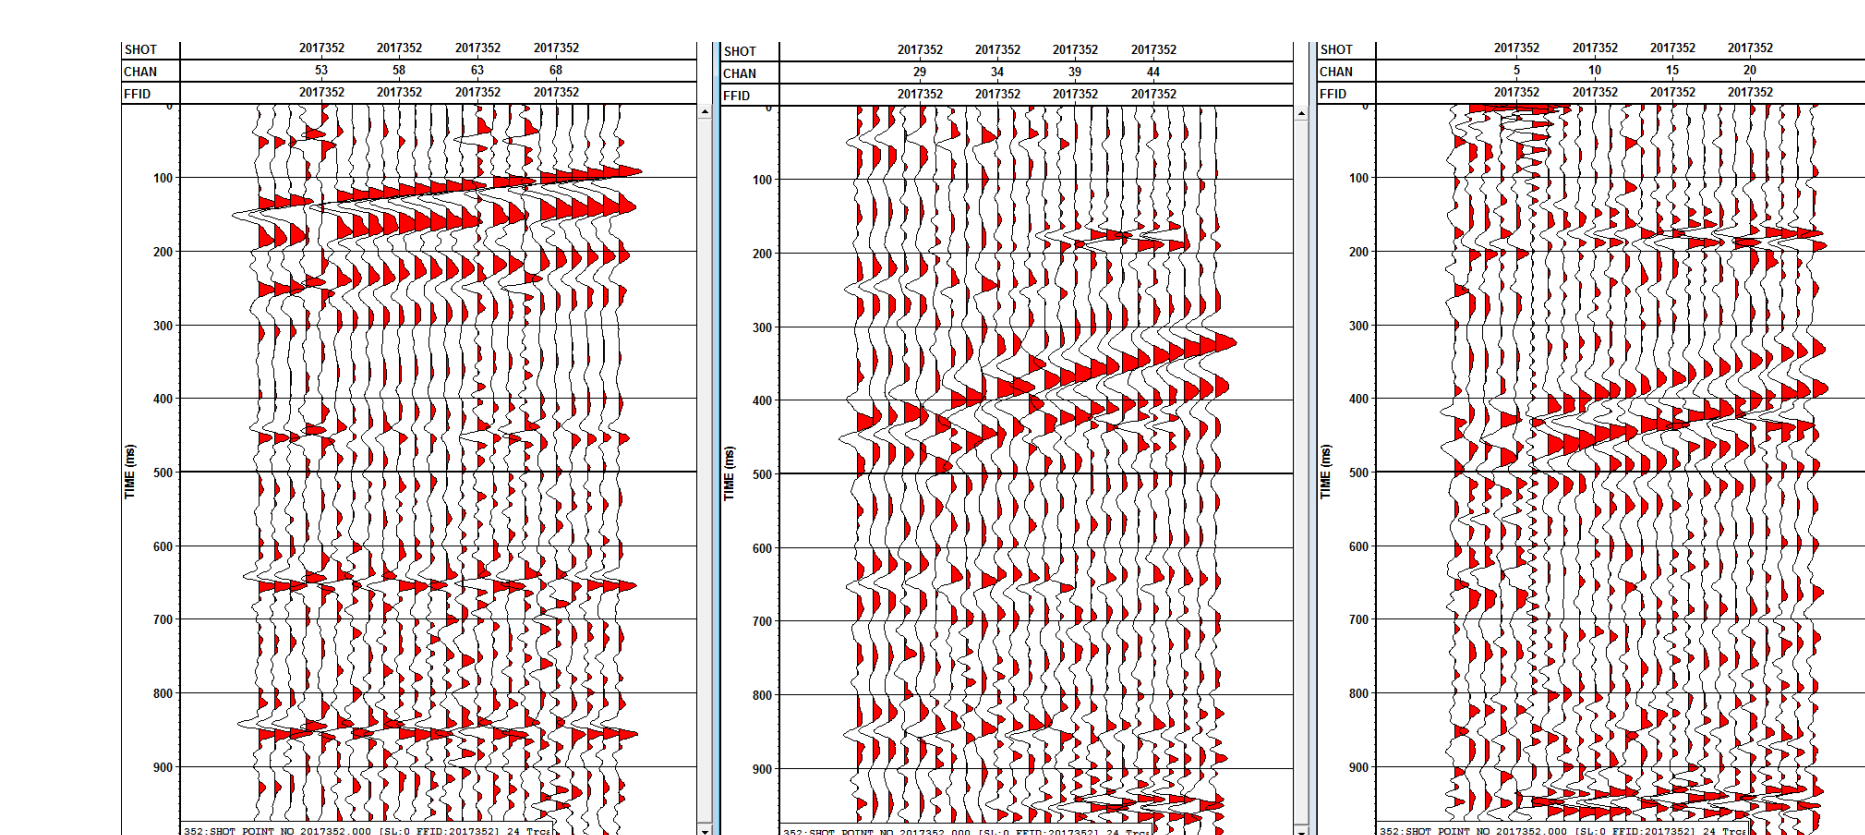 SHOT 2017352 2017352 2017352 2017352
CHAN 53 58 63 68
FFID 2017352 2017352 2017352 2017352
0
100
200
300
400
500
600
700
800
900
TIME (ms)
352:SHOT POINT NO 2017352.000 [SL:0 FFID:2017352] 24 Trcs
SHOT 2017352 2017352 2017352 2017352
CHAN 29 34 39 44
FFID 2017352 2017352 2017352 2017352
0
100
200
300
400
500
600
700
800
900
TIME (ms)
352:SHOT POINT NO 2017352.000 [SL:0 FFID:2017352] 24 Trcs
SHOT 2017352 2017352 2017352 2017352
CHAN 5 10 15 20
FFID 2017352 2017352 2017352 2017352
0
100
200
300
400
500
600
700
800
900
TIME (ms)
352:SHOT POINT NO 2017352.000 [SL:0 FFID:2017352] 24 Trcs